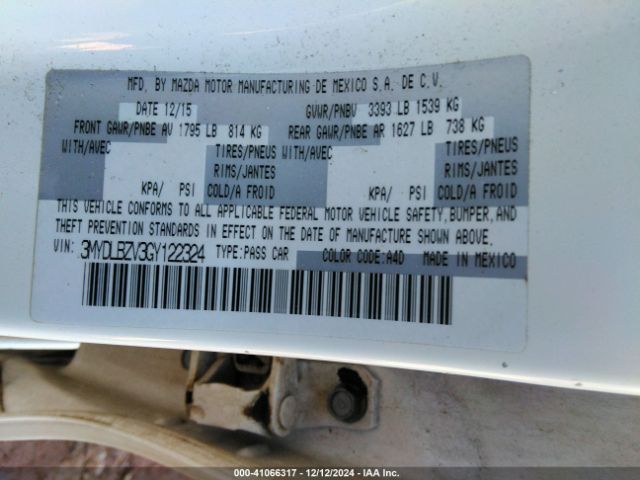 MFD. BY MAZDA MOTOR MANUFACTURING DE MEXICO S.A. DE C.V.
DATE 12/15 GVWR/PNBV 3393 LB 1539 KG
FRONT GAWR/PNBE AV 1795 LB 814 KG REAR GAWR/PNBE AR 1627 LB 738 KG
WITH/AVEC TIRES/PNEUS WITH/AVEC TIRES/PNEUS
RIMS/JANTES RIMS/JANTES
KPA/ PSI COLD/A FROID KPA/ PSI COLD/A FROID
THIS VEHICLE CONFORMS TO ALL APPLICABLE FEDERAL MOTOR VEHICLE SAFETY, BUMPER, AND
THEFT PREVENTION STANDARDS IN EFFECT ON THE DATE OF MANUFACTURE SHOWN ABOVE.
VIN: 3MYDLBZV3GY122324 TYPE:PASS CAR COLOR CODE:A4D MADE IN MEXICO
000-41066317 - 12/12/2024 - IAA Inc.